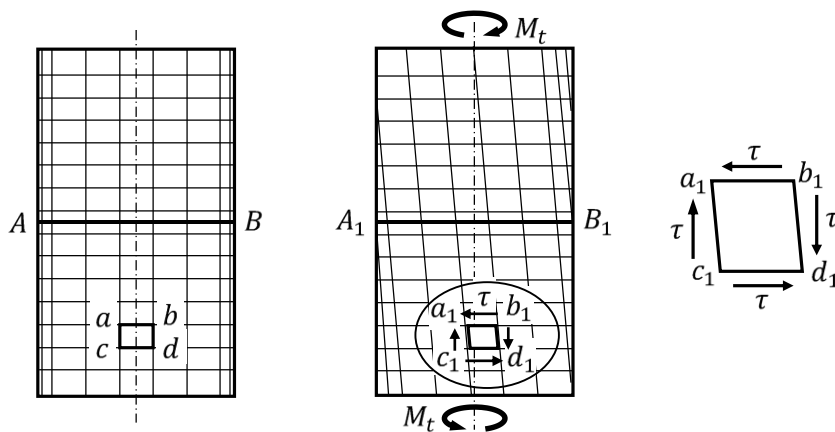 M_t
A B
a b
c d
A_1 B_1
a_1 τ b_1
c_1 d_1
M_t
τ
a_1 b_1
τ τ
c_1 d_1
τ